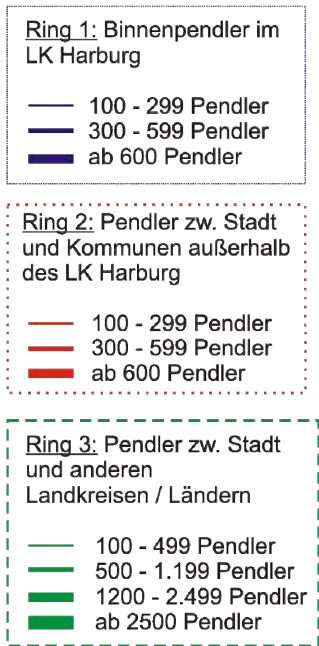 Ring 1: Binnenpendler im
LK Harburg
100 - 299 Pendler
300 - 599 Pendler
ab 600 Pendler
Ring 2: Pendler zw. Stadt
und Kommunen außerhalb
des LK Harburg
100 - 299 Pendler
300 - 599 Pendler
ab 600 Pendler
Ring 3: Pendler zw. Stadt
und anderen
Landkreisen / Ländern
100 - 499 Pendler
500 - 1.199 Pendler
1200 - 2.499 Pendler
ab 2500 Pendler